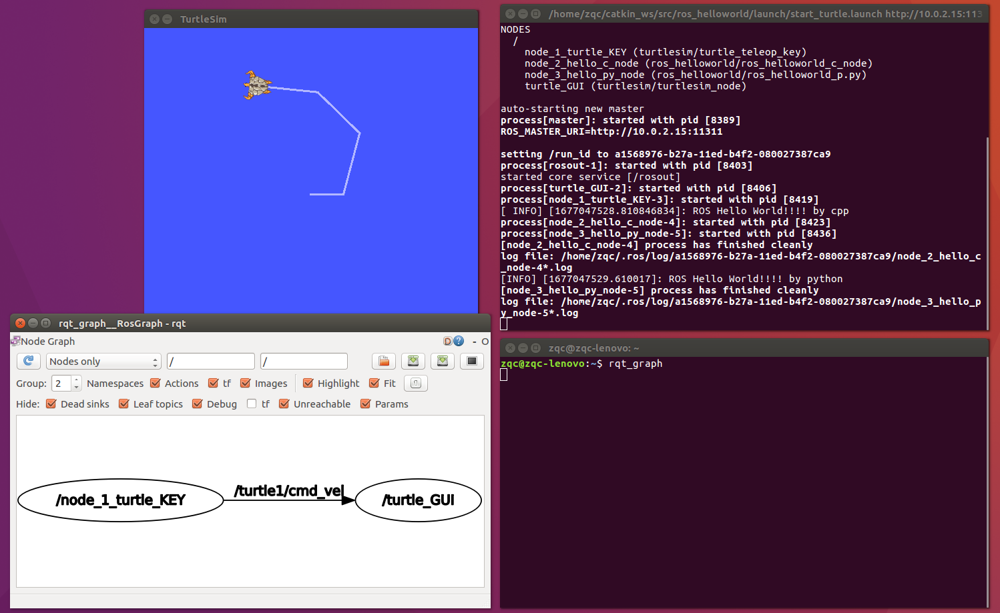 TurtleSim
/home/zqc/catkin_ws/src/ros_helloworld/launch/start_turtle.launch http://10.0.2.15:113
NODES
/
node_1_turtle_KEY (turtlesim/turtle_teleop_key)
node_2_hello_c_node (ros_helloworld/ros_helloworld_c_node)
node_3_hello_py_node (ros_helloworld/ros_helloworld_p.py)
turtle_GUI (turtlesim/turtlesim_node)
auto-starting new master
process[master]: started with pid [8389]
ROS_MASTER_URI=http://10.0.2.15:11311
setting /run_id to a1568976-b27a-11ed-b4f2-080027387ca9
process[rosout-1]: started with pid [8403]
started core service [/rosout]
process[turtle_GUI-2]: started with pid [8406]
process[node_1_turtle_KEY-3]: started with pid [8419]
[ INFO] [1677047528.810846834]: ROS Hello World!!!! by cpp
process[node_2_hello_c_node-4]: started with pid [8423]
process[node_3_hello_py_node-5]: started with pid [8436]
[node_2_hello_c_node-4] process has finished cleanly
log file: /home/zqc/.ros/log/a1568976-b27a-11ed-b4f2-080027387ca9/node_2_hello_c
_node-4*.log
[INFO] [1677047529.610017]: ROS Hello World!!!! by python
[node_3_hello_py_node-5] process has finished cleanly
log file: /home/zqc/.ros/log/a1568976-b27a-11ed-b4f2-080027387ca9/node_3_hello_p
y_node-5*.log
rqt_graph__RosGraph - rqt
Node Graph D ? - O
Nodes only / /
Group: 2 Namespaces Actions tf Images Highlight Fit
Hide: Dead sinks Leaf topics Debug tf Unreachable Params
/node_1_turtle_KEY /turtle1/cmd_vel /turtle_GUI
zqc@zqc-lenovo: ~
zqc@zqc-lenovo:~$ rqt_graph